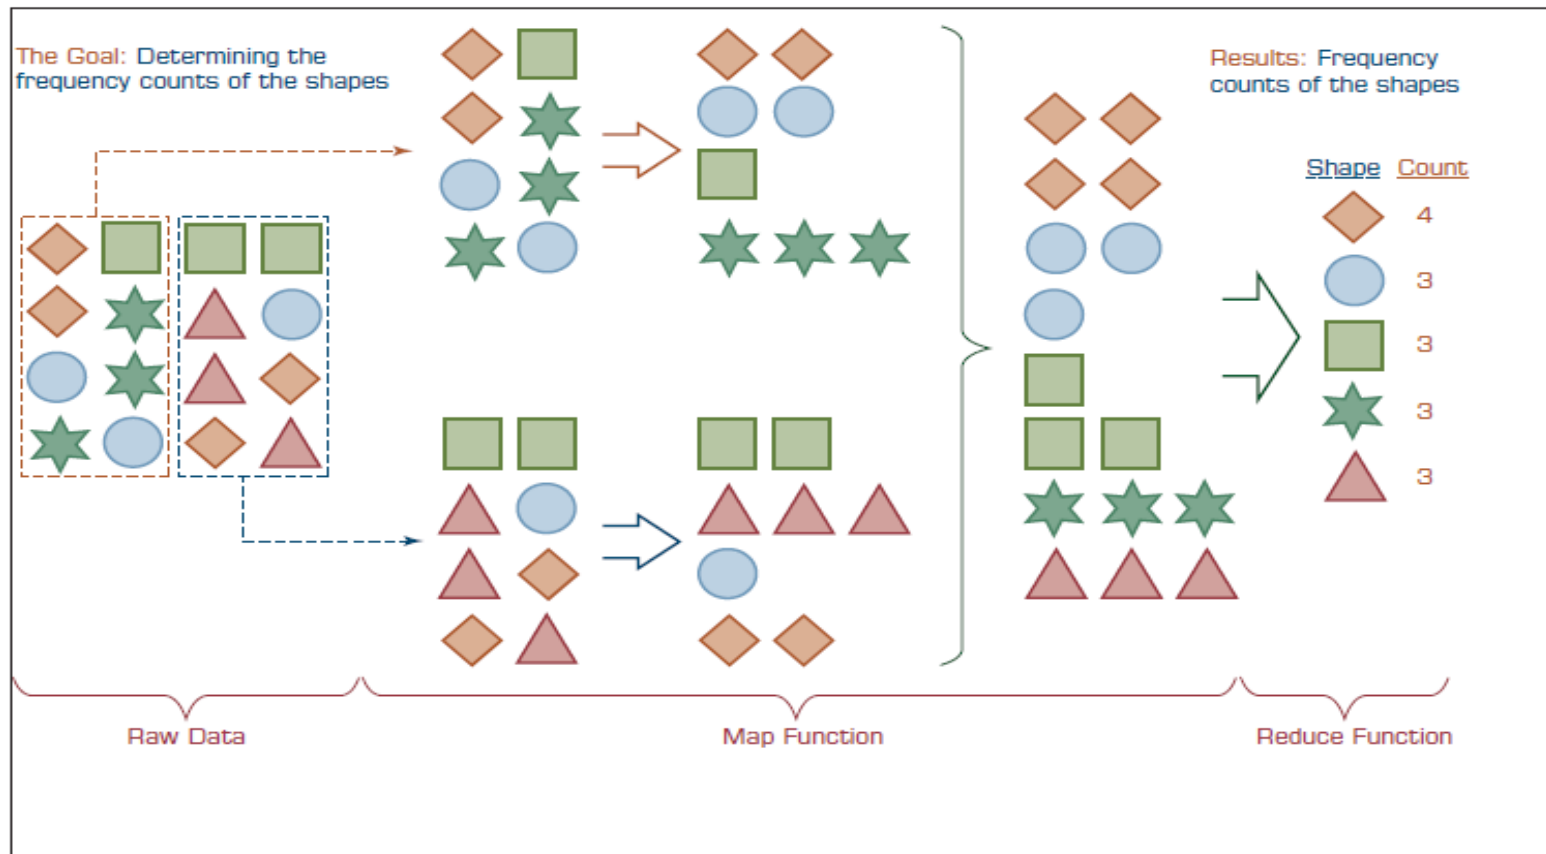 The Goal: Determining the
frequency counts of the shapes
Results: Frequency
counts of the shapes
Shape Count
4
3
3
3
3
Raw Data
Map Function
Reduce Function